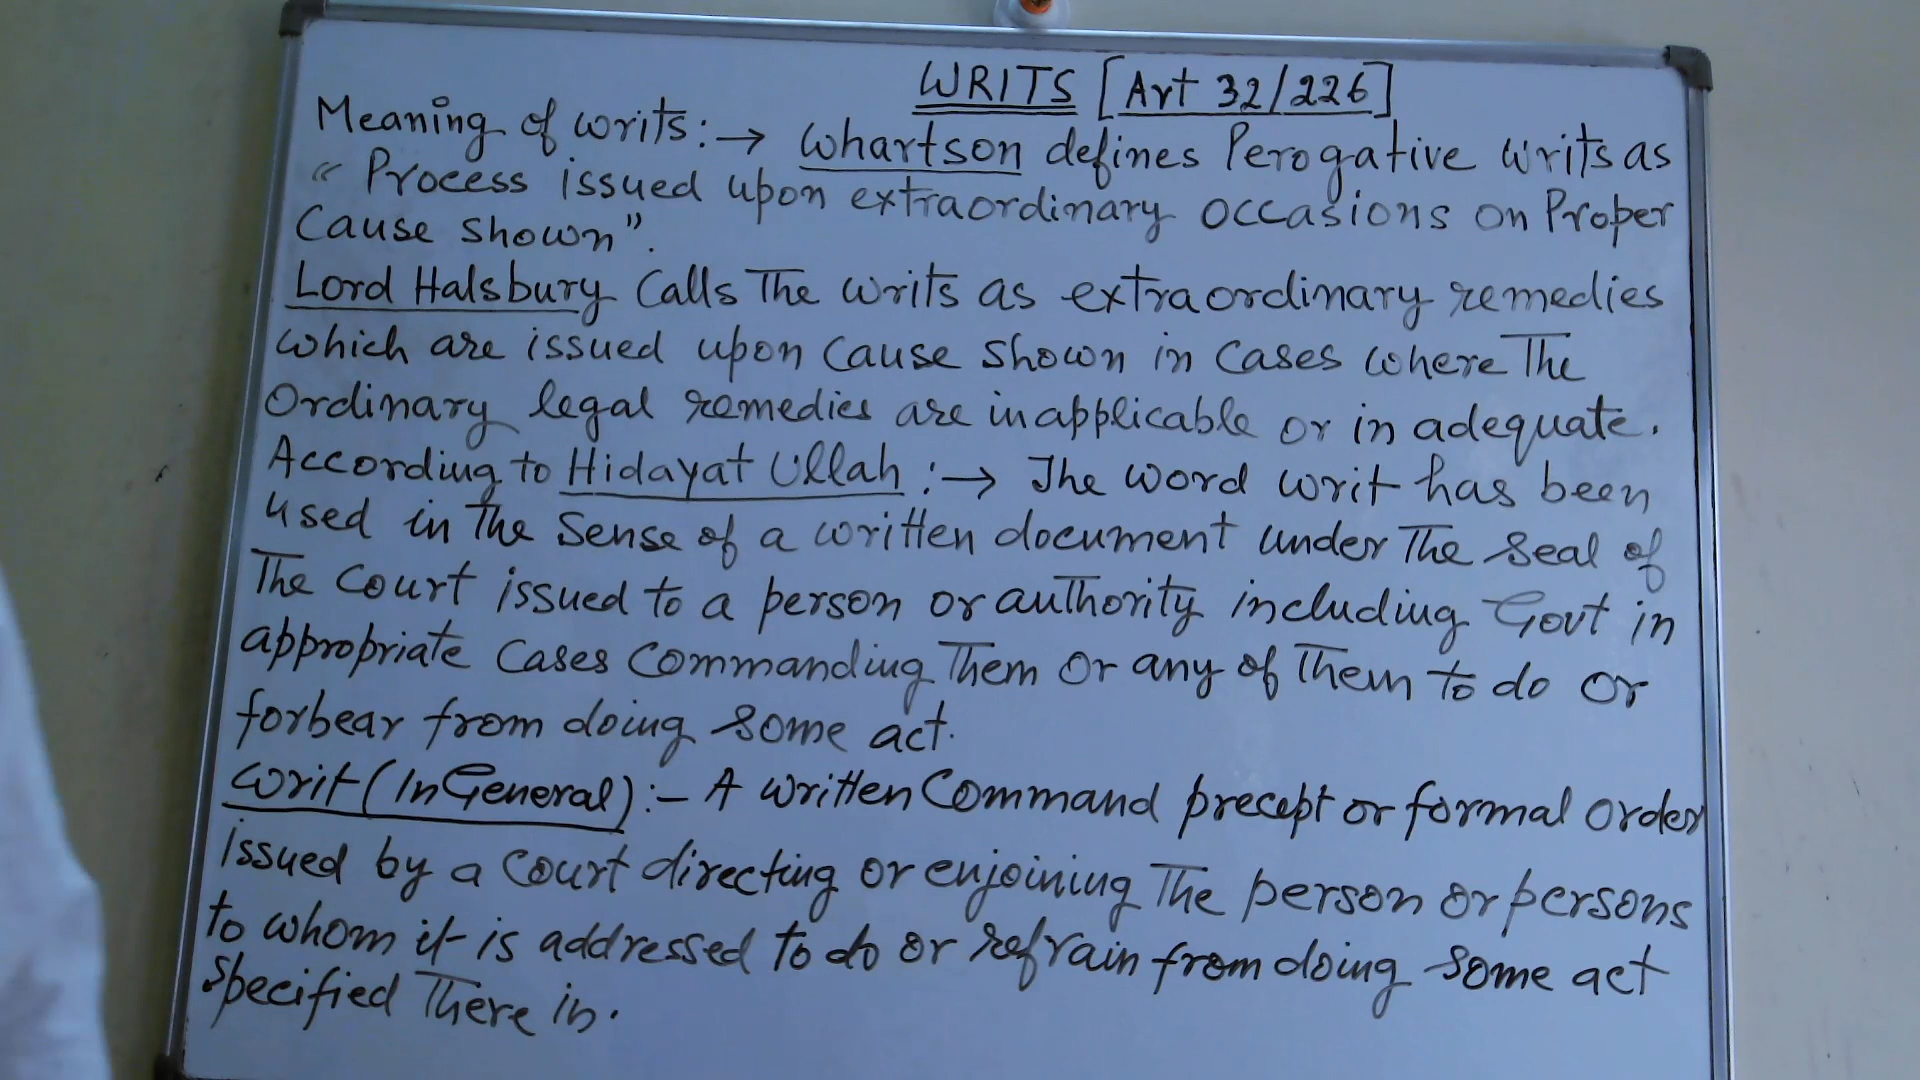 WRITS [Art 32/226]
Meaning of writs:→ Whartson defines Perogative Writs as
“Process issued upon extraordinary occasions on Proper
Cause shown”.
Lord Halsbury Calls The writs as extraordinary remedies
which are issued upon Cause shown in Cases where The
Ordinary legal remedies are inapplicable or in adequate.
According to Hidayat Ullah :→ The word writ has been
used in The Sense of a written document under The Seal of
The Court issued to a person or authority including Govt in
appropriate Cases Commanding Them or any of Them to do or
forbear from doing some act.
Writ (In General) :- A written Command precept or formal order
issued by a Court directing or enjoining The person or persons
to whom it is addressed to do or refrain from doing some act
Specified There in.